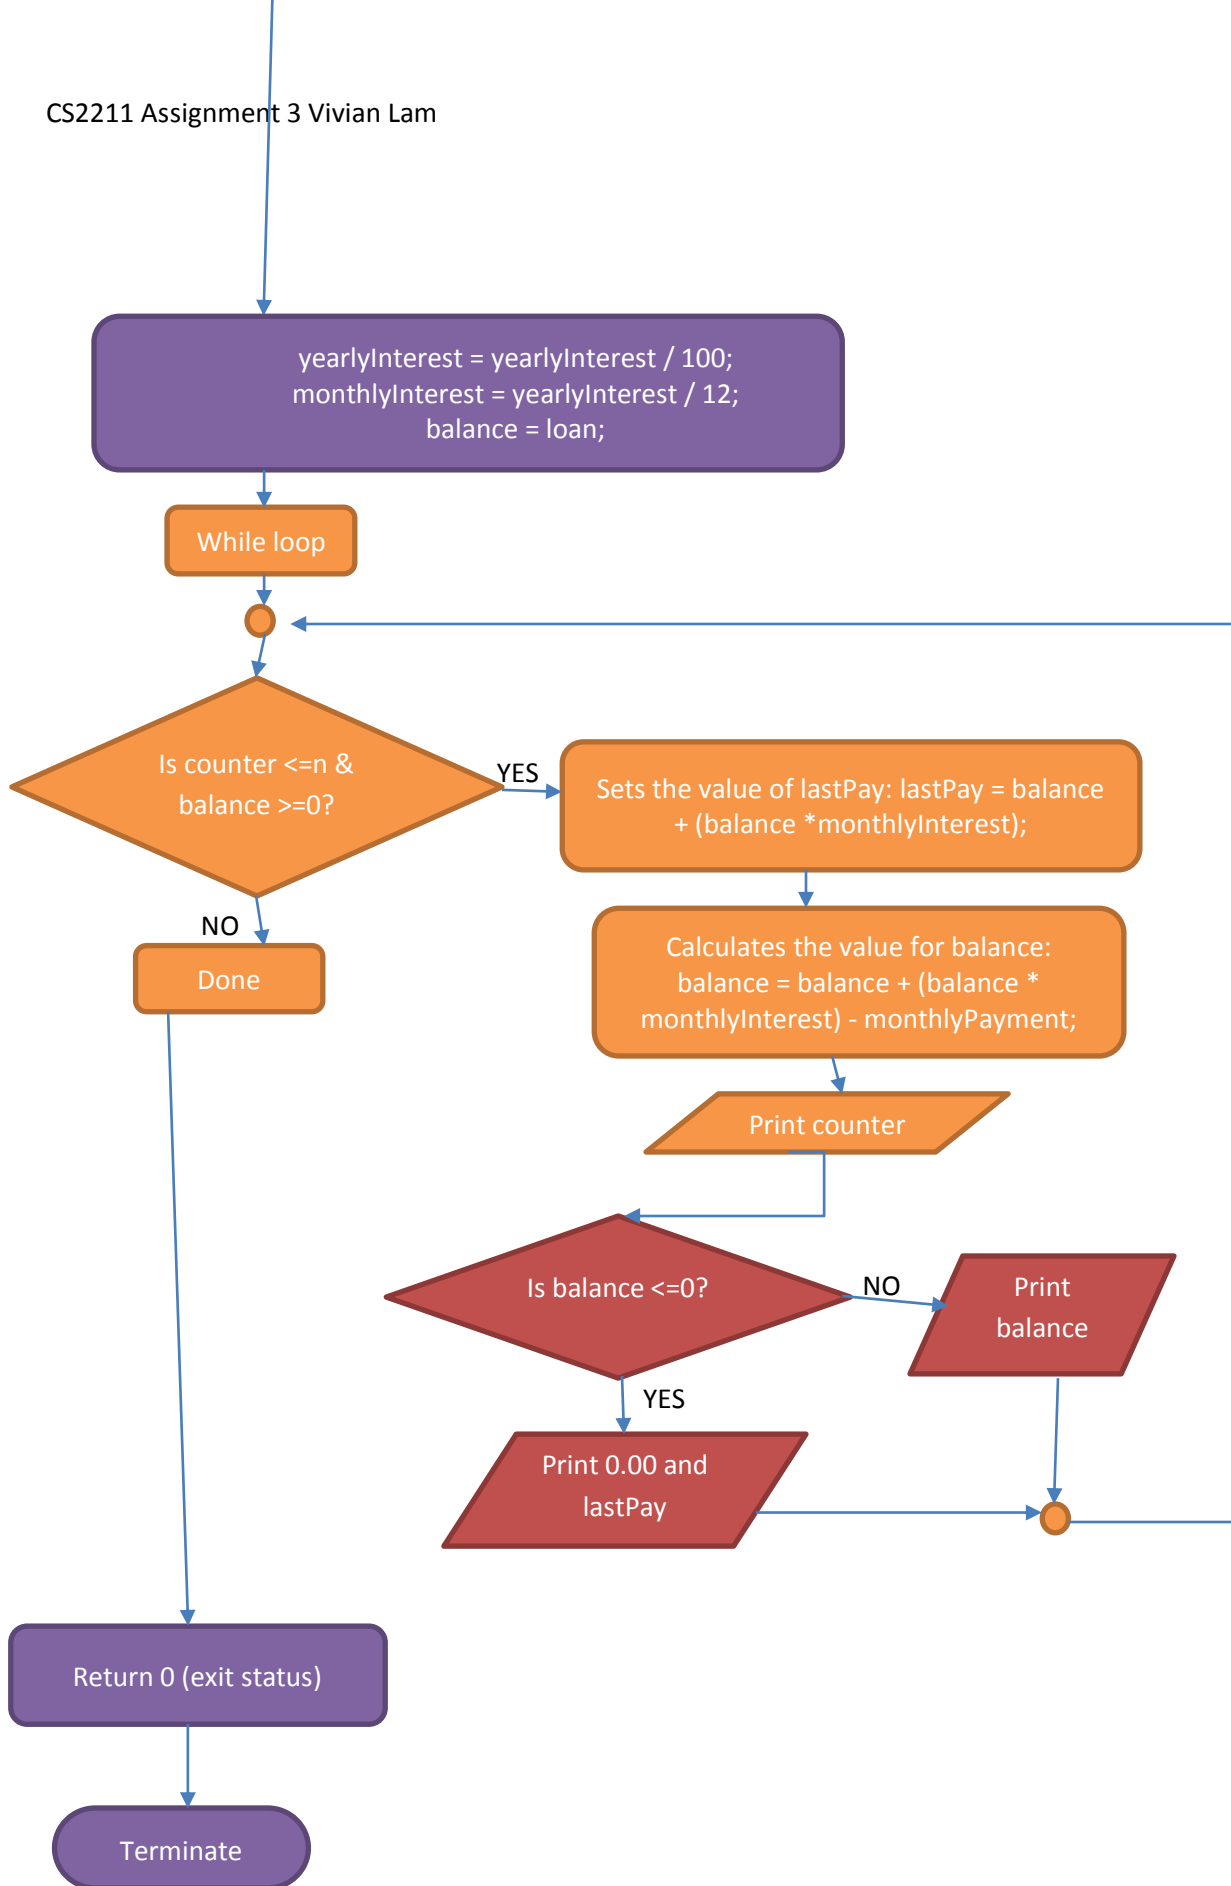 CS2211 Assignment 3 Vivian Lam
yearlyInterest = yearlyInterest / 100;
monthlyInterest = yearlyInterest / 12;
balance = loan;
While loop
Is counter <=n &
balance >=0?
YES
Sets the value of lastPay: lastPay = balance
+ (balance *monthlyInterest);
NO
Done
Calculates the value for balance:
balance = balance + (balance *
monthlyInterest) - monthlyPayment;
Print counter
Is balance <=0?
NO
Print
balance
YES
Print 0.00 and
lastPay
Return 0 (exit status)
Terminate